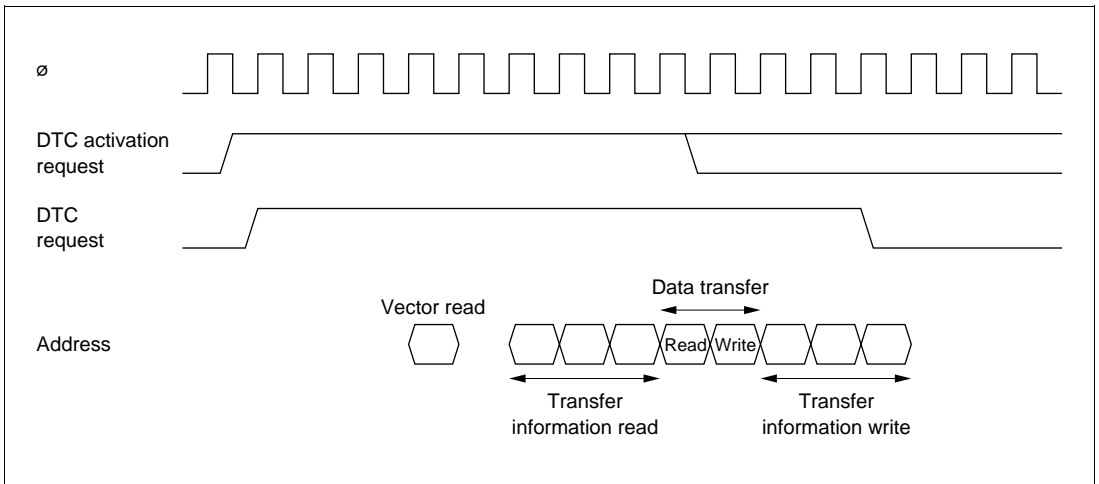 ø
DTC activation
request
DTC
request
Data transfer
Vector read
Address
Read Write
Transfer
information read
Transfer
information write